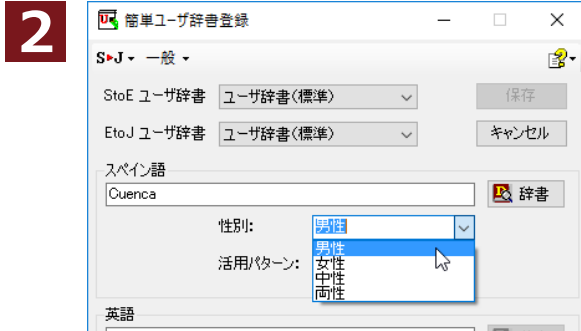 2
簡単ユーザ辞書登録
S▶J 一般
StoE ユーザ辞書 ユーザ辞書(標準) 保存
EtoJ ユーザ辞書 ユーザ辞書(標準) キャンセル
スペイン語
Cuenca 辞書
性別: 男性
男性
活用パターン: 女性
中性
両性
英語